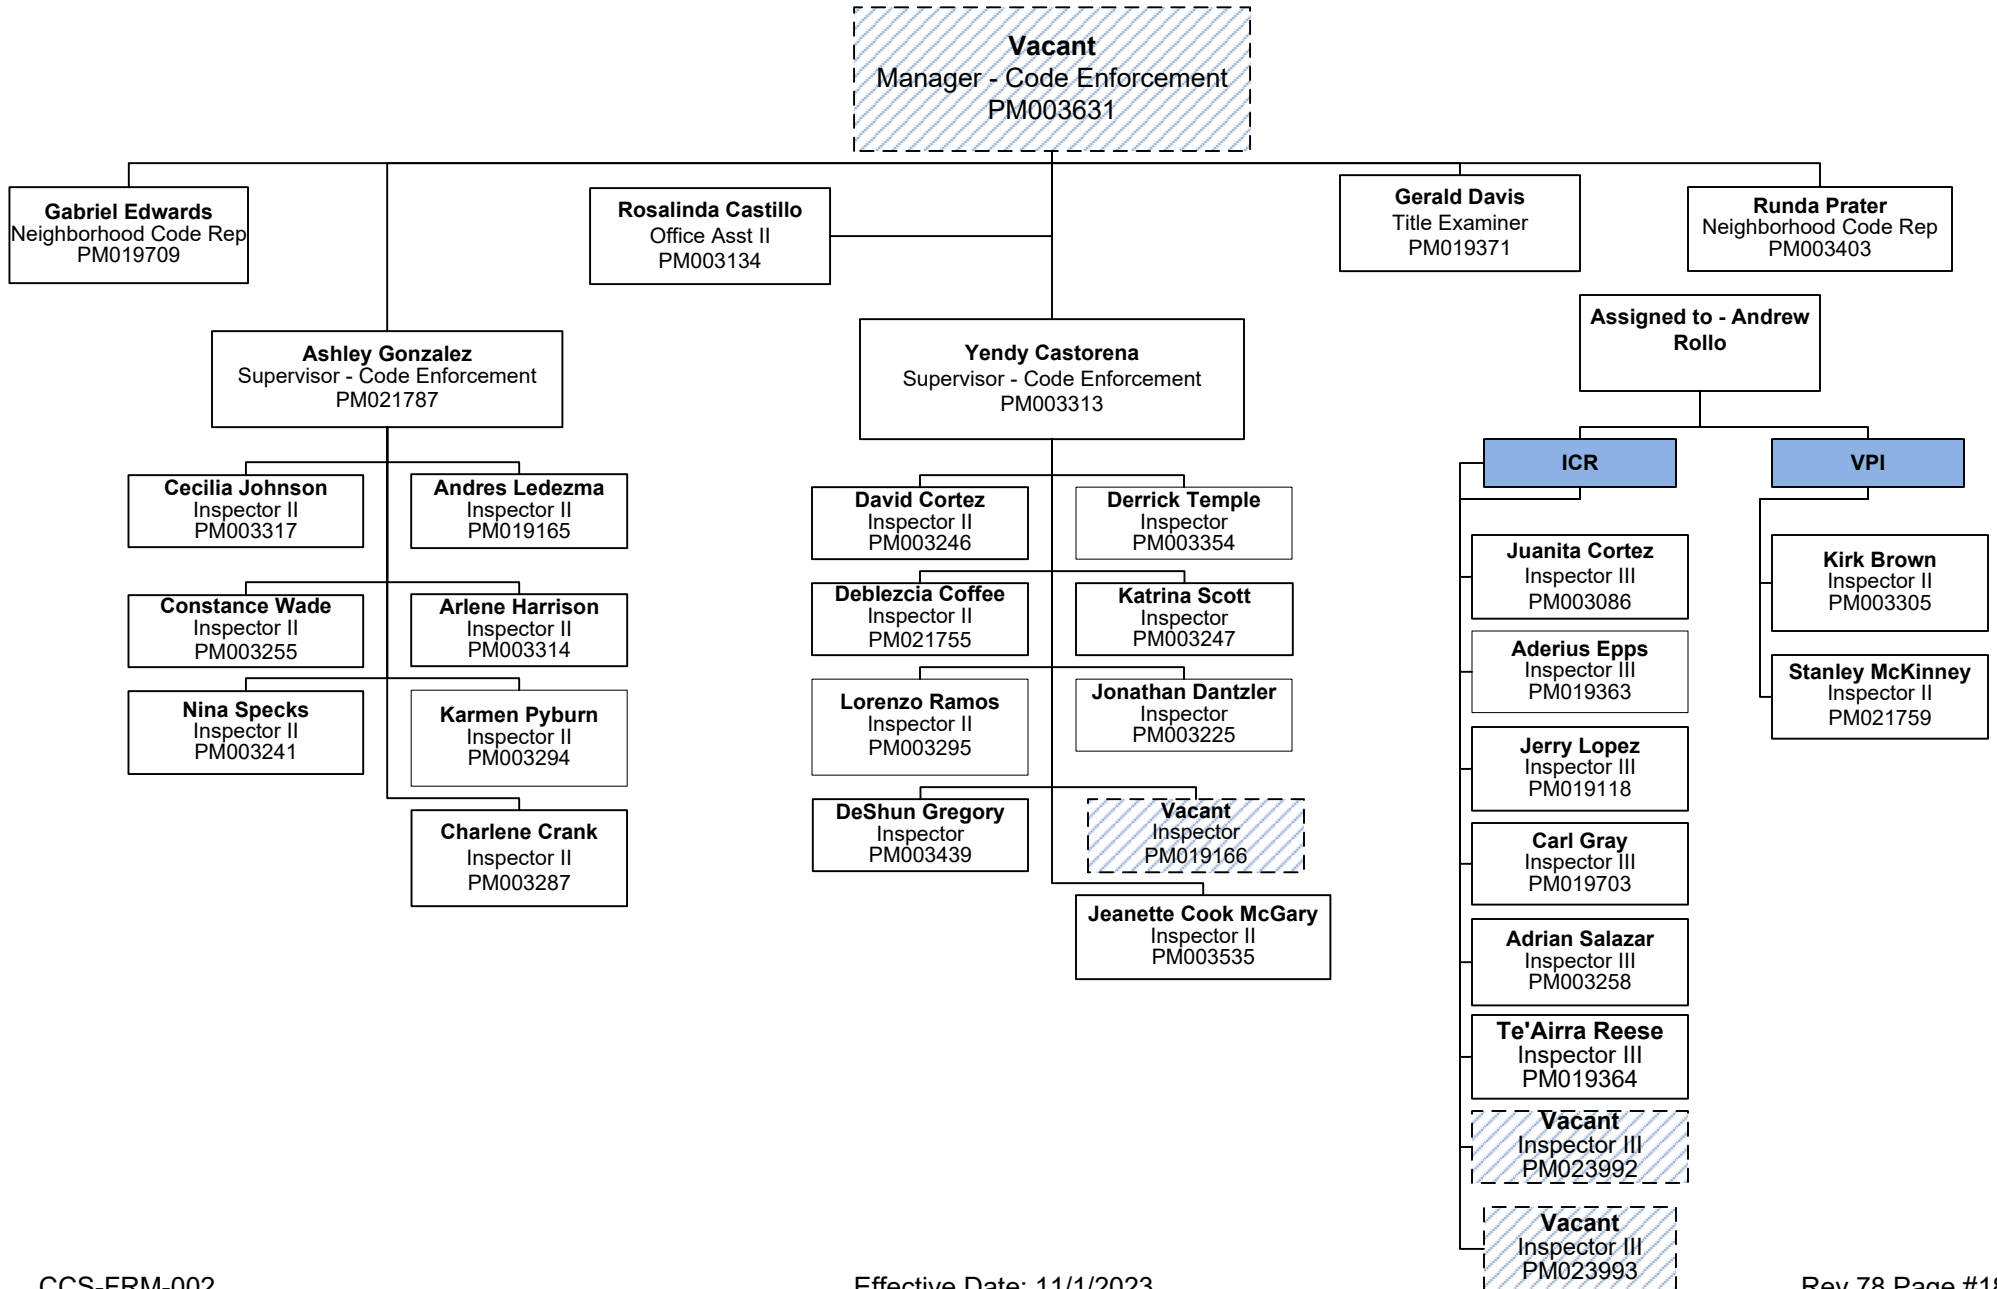 Vacant
Manager - Code Enforcement
PM003631
Gabriel Edwards
Neighborhood Code Rep
PM019709
Rosalinda Castillo
Office Asst II
PM003134
Gerald Davis
Title Examiner
PM019371
Runda Prater
Neighborhood Code Rep
PM003403
Ashley Gonzalez
Supervisor - Code Enforcement
PM021787
Yendy Castorena
Supervisor - Code Enforcement
PM003313
Assigned to - Andrew
Rollo
Cecilia Johnson
Inspector II
PM003317
Andres Ledezma
Inspector II
PM019165
Constance Wade
Inspector II
PM003255
Arlene Harrison
Inspector II
PM003314
Nina Specks
Inspector II
PM003241
Karmen Pyburn
Inspector II
PM003294
Charlene Crank
Inspector II
PM003287
David Cortez
Inspector II
PM003246
Derrick Temple
Inspector
PM003354
Deblezcia Coffee
Inspector II
PM021755
Katrina Scott
Inspector
PM003247
Lorenzo Ramos
Inspector II
PM003295
Jonathan Dantzler
Inspector
PM003225
DeShun Gregory
Inspector
PM003439
Vacant
Inspector
PM019166
Jeanette Cook McGary
Inspector II
PM003535
ICR
Juanita Cortez
Inspector III
PM003086
Aderius Epps
Inspector III
PM019363
Jerry Lopez
Inspector III
PM019118
Carl Gray
Inspector III
PM019703
Adrian Salazar
Inspector III
PM003258
Te'Airra Reese
Inspector III
PM019364
Vacant
Inspector III
PM023992
Vacant
Inspector III
PM023993
VPI
Kirk Brown
Inspector II
PM003305
Stanley McKinney
Inspector II
PM021759
CCS-FRM-002
Effective Date: 11/1/2023
Rev 78 Page #18